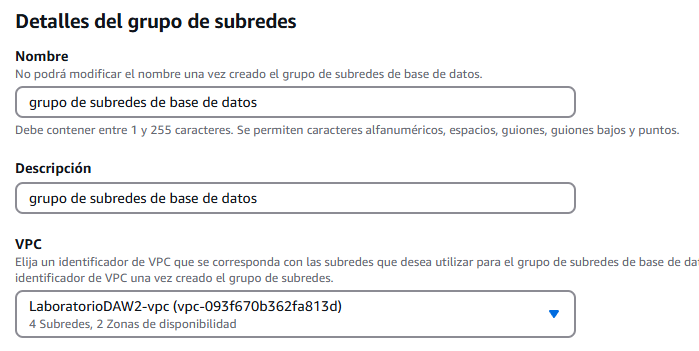 Detalles del grupo de subredes
Nombre
No podrá modificar el nombre una vez creado el grupo de subredes de base de datos.
grupo de subredes de base de datos
Debe contener entre 1 y 255 caracteres. Se permiten caracteres alfanuméricos, espacios, guiones, guiones bajos y puntos.
Descripción
grupo de subredes de base de datos
VPC
Elija un identificador de VPC que se corresponda con las subredes que desea utilizar para el grupo de subredes de base de
identificador de VPC una vez creado el grupo de subredes.
LaboratorioDAW2-vpc (vpc-093f670b362fa813d)
4 Subredes, 2 Zonas de disponibilidad